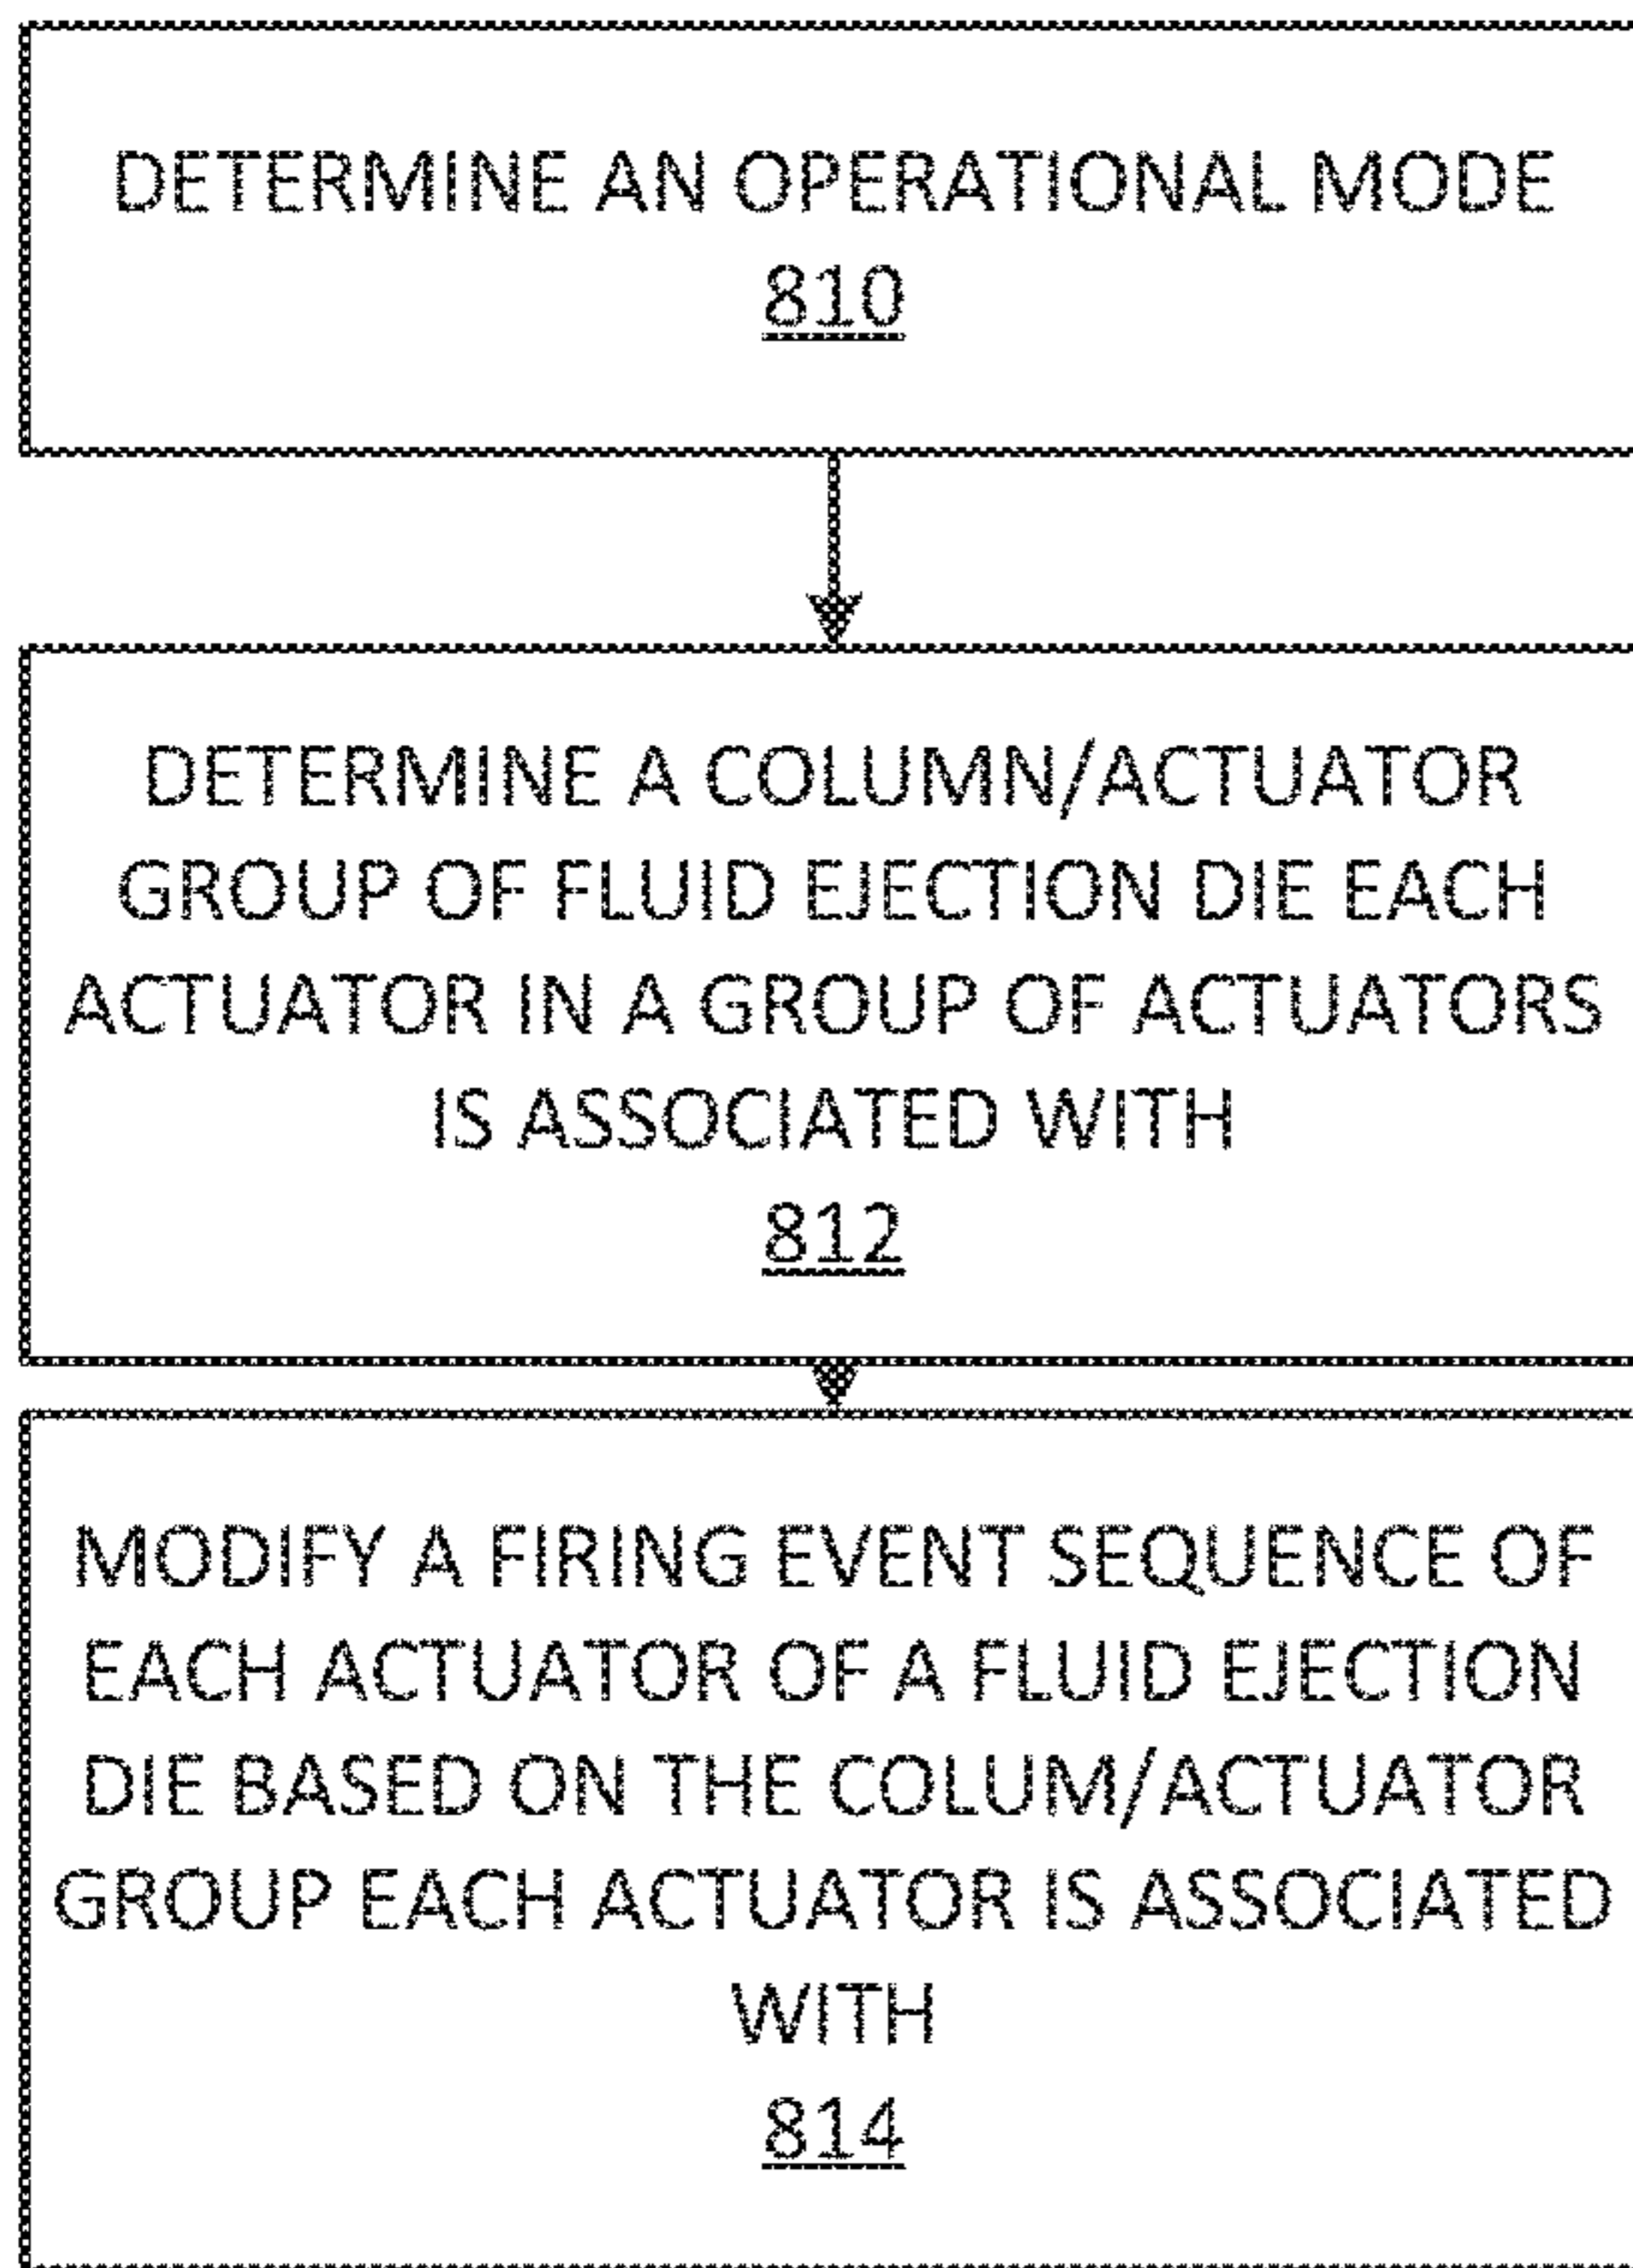 DETERMINE AN OPERATIONAL MODE
810
DETERMINE A COLUMN/ACTUATOR
GROUP OF FLUID EJECTION DIE EACH
ACTUATOR IN A GROUP OF ACTUATORS
IS ASSOCIATED WITH
812
MODIFY A FIRING EVENT SEQUENCE OF
EACH ACTUATOR OF A FLUID EJECTION
DIE BASED ON THE COLUM/ACTUATOR
GROUP EACH ACTUATOR IS ASSOCIATED
WITH
814